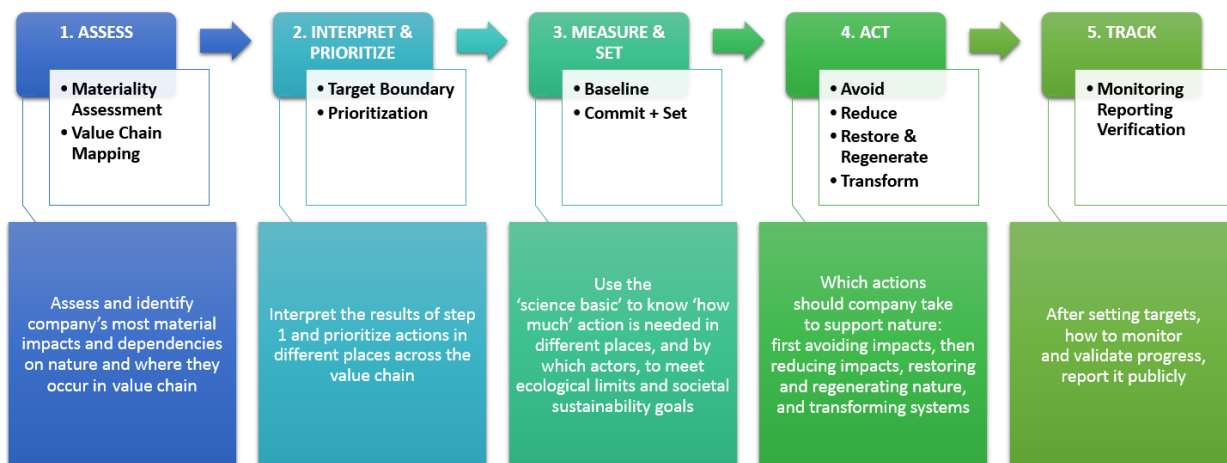 1. ASSESS
• Materiality
Assessment
• Value Chain
Mapping
Assess and identify
company's most material
impacts and dependencies
on nature and where they
occur in value chain
2. INTERPRET &
PRIORITIZE
• Target Boundary
• Prioritization
Interpret the results of step
1 and prioritize actions in
different places across the
value chain
3. MEASURE &
SET
• Baseline
• Commit + Set
Use the
‘science basic’ to know ‘how
much’ action is needed in
different places, and by
which actors, to meet
ecological limits and societal
sustainability goals
4. ACT
• Avoid
• Reduce
• Restore &
Regenerate
• Transform
Which actions
should company take
to support nature:
first avoiding impacts, then
reducing impacts, restoring
and regenerating nature,
and transforming systems
5. TRACK
• Monitoring
Reporting
Verification
After setting targets,
how to monitor
and validate progress,
report it publicly